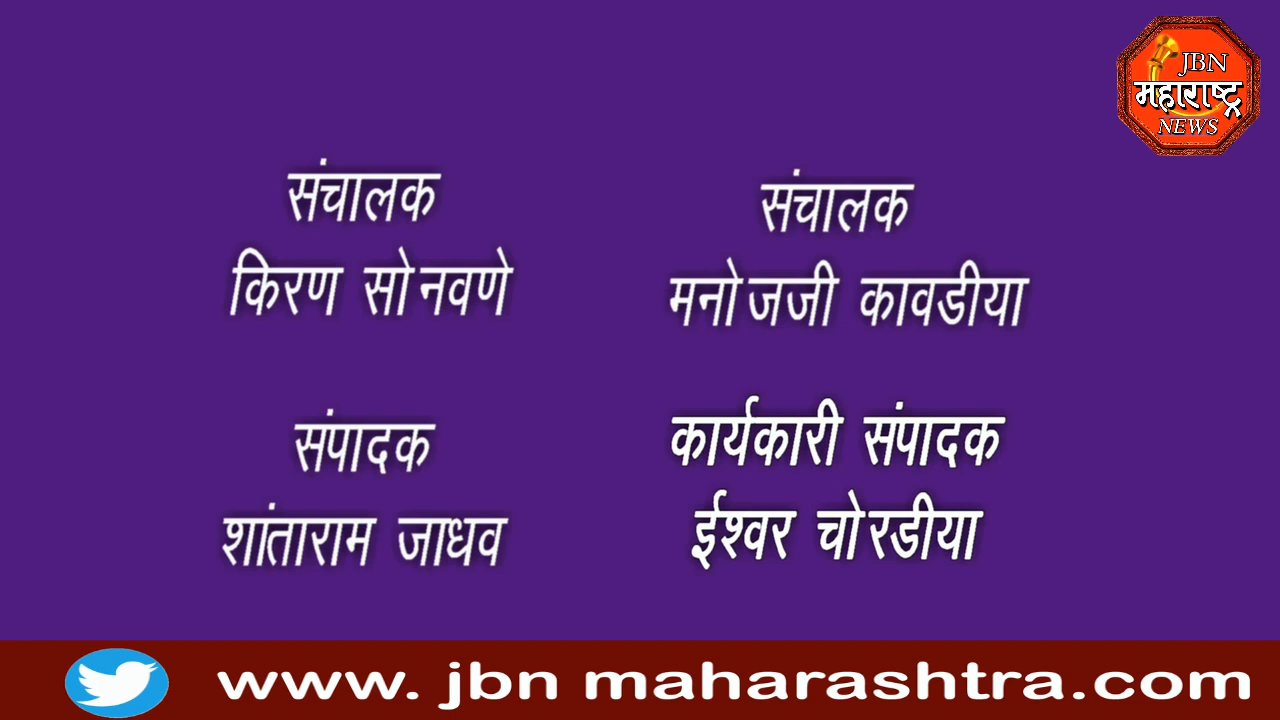 JBN
महाराष्ट्र
NEWS
संचालक
किरण सोनवणे
संचालक
मनोजजी कावडीया
संपादक
शांताराम जाधव
कार्यकारी संपादक
ईश्वर चोरडीया
www. jbn maharashtra.com